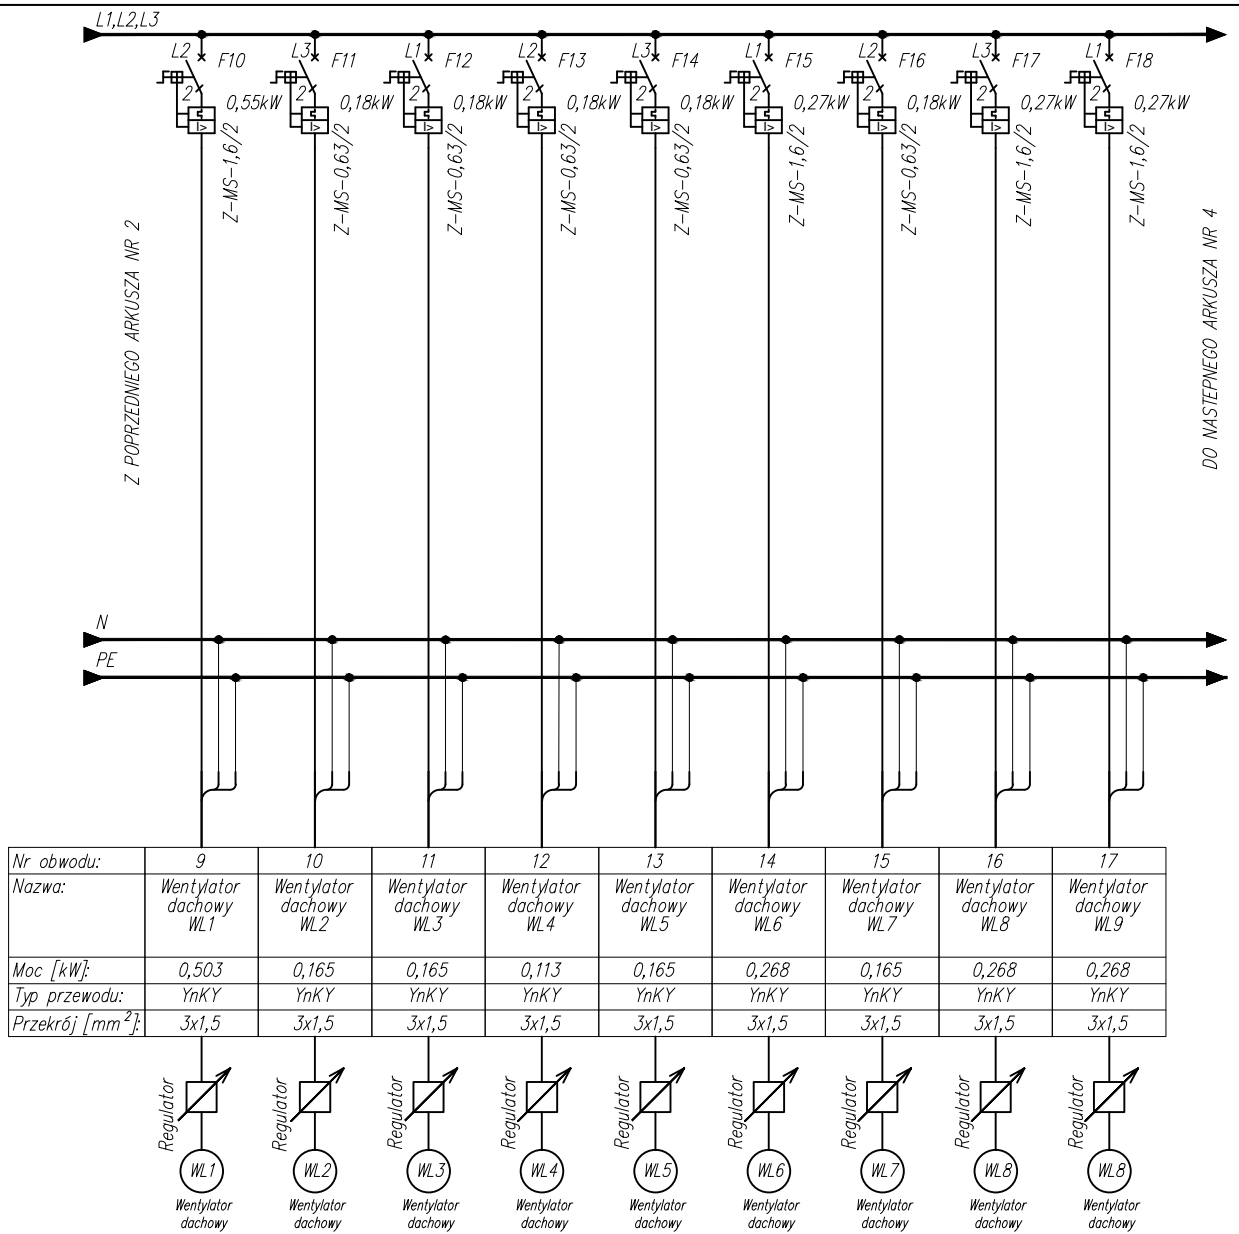 L1,L2,L3
L2 F10 L3 F11 L1 F12 L2 F13 L3 F14 L1 F15 L2 F16 L3 F17 L1 F18
2 2 2 2 2 2 2 2 2
0,55kW 0,18kW 0,18kW 0,18kW 0,18kW 0,27kW 0,18kW 0,27kW 0,27kW
I> I> I> I> I> I> I> I> I>
Z-MS-1,6/2
Z-MS-0,63/2
Z-MS-0,63/2
Z-MS-0,63/2
Z-MS-0,63/2
Z-MS-1,6/2
Z-MS-0,63/2
Z-MS-1,6/2
Z-MS-1,6/2
Z POPRZEDNIEGO ARKUSZA NR 2
DO NASTEPNEGO ARKUSZA NR 4
N
PE
Nr obwodu: 9 10 11 12 13 14 15 16 17
Nazwa: Wentylator Wentylator Wentylator Wentylator Wentylator Wentylator Wentylator Wentylator Wentylator
dachowy dachowy dachowy dachowy dachowy dachowy dachowy dachowy dachowy
WL1 WL2 WL3 WL4 WL5 WL6 WL7 WL8 WL9
Moc [kW]: 0,503 0,165 0,165 0,113 0,165 0,268 0,165 0,268 0,268
Typ przewodu: YnKY YnKY YnKY YnKY YnKY YnKY YnKY YnKY YnKY
Przekrój [mm²]: 3x1,5 3x1,5 3x1,5 3x1,5 3x1,5 3x1,5 3x1,5 3x1,5 3x1,5
Regulator Regulator Regulator Regulator Regulator Regulator Regulator Regulator Regulator
WL1 WL2 WL3 WL4 WL5 WL6 WL7 WL8 WL8
Wentylator Wentylator Wentylator Wentylator Wentylator Wentylator Wentylator Wentylator Wentylator
dachowy dachowy dachowy dachowy dachowy dachowy dachowy dachowy dachowy